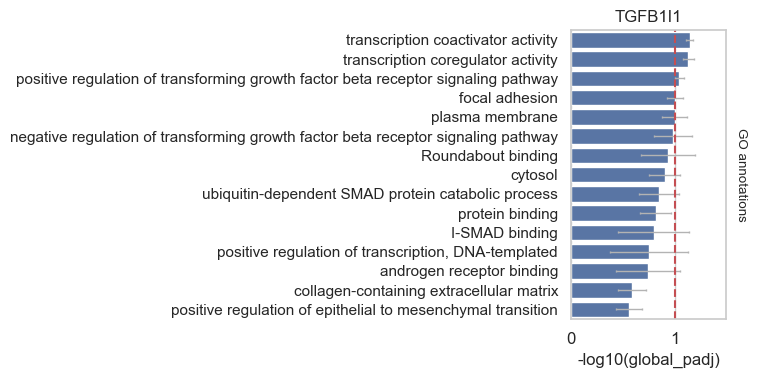 TGFB1I1
transcription coactivator activity
transcription coregulator activity
positive regulation of transforming growth factor beta receptor signaling pathway
focal adhesion
plasma membrane
negative regulation of transforming growth factor beta receptor signaling pathway
Roundabout binding
cytosol
ubiquitin-dependent SMAD protein catabolic process
protein binding
I-SMAD binding
positive regulation of transcription, DNA-templated
androgen receptor binding
collagen-containing extracellular matrix
positive regulation of epithelial to mesenchymal transition
GO annotations
0 1
-log10(global_padj)